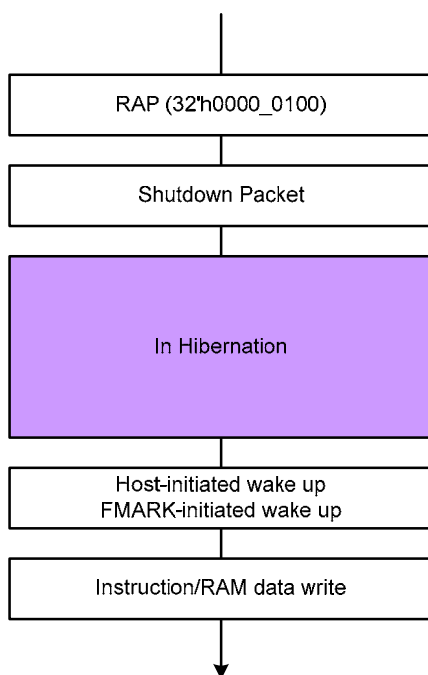 RAP (32'h0000_0100)
Shutdown Packet
In Hibernation
Host-initiated wake up
FMARK-initiated wake up
Instruction/RAM data write